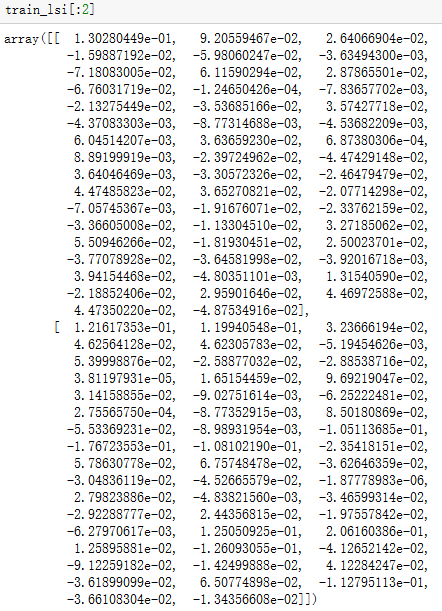 train_lsi[:2]
array([[ 1.30280449e-01, 9.20559467e-02, 2.64066904e-02,
-1.59887192e-02, -5.98060247e-02, -3.63494300e-03,
-7.18083005e-02, 6.11590294e-02, 2.87865501e-02,
-6.76031719e-02, -1.24650426e-04, -7.83657702e-03,
-2.13275449e-02, -3.53685166e-02, 3.57427718e-02,
-4.37083303e-03, -8.77314688e-03, -4.53682209e-03,
6.04514207e-03, 3.63659230e-02, 6.87380306e-04,
8.89199919e-03, -2.39724962e-02, -4.47429148e-02,
3.64046469e-03, -3.30572326e-02, -2.46479479e-02,
4.47485823e-02, 3.65270821e-02, -2.07714298e-02,
-7.05745367e-03, -1.91676071e-02, -2.33762159e-02,
-3.36605008e-02, -1.13304510e-02, 3.27185062e-02,
5.50946266e-02, -1.81930451e-02, 2.50023701e-02,
-3.77078928e-02, -3.64581998e-02, -3.92016718e-03,
3.94154468e-02, -4.80351101e-03, 1.31540590e-02,
-2.18852406e-02, 2.95901646e-02, 4.46972588e-02,
4.47350220e-02, -4.87534916e-02],
[ 1.21617353e-01, 1.19940548e-01, 3.23666194e-02,
4.62564128e-02, 4.62305783e-02, -5.19454626e-03,
5.39998876e-02, -2.58877032e-02, -2.88538716e-02,
3.81197931e-05, 1.65154459e-02, 9.69219047e-02,
3.14158855e-02, -9.02751614e-03, -6.25222481e-02,
2.75565750e-04, -8.77352915e-03, 8.50180869e-02,
-5.53369231e-02, -8.98931954e-03, -1.05113685e-01,
-1.76723553e-01, -1.08102190e-01, -2.35418151e-02,
5.78630778e-02, 6.75748478e-02, -3.62646359e-02,
-3.04836119e-02, -4.52665579e-02, -1.87778983e-06,
2.79823886e-02, -4.83821560e-03, -3.46599314e-02,
-2.92288777e-02, 2.44356815e-02, -1.97557842e-02,
-6.27970617e-03, 1.25050925e-01, 2.06160386e-01,
1.25895881e-02, -1.26093055e-01, -4.12652142e-02,
-9.12259182e-02, -1.42499888e-02, 4.12284247e-02,
-3.61899099e-02, 6.50774898e-02, -1.12795113e-01,
-3.66108304e-02, -1.34356608e-02]])